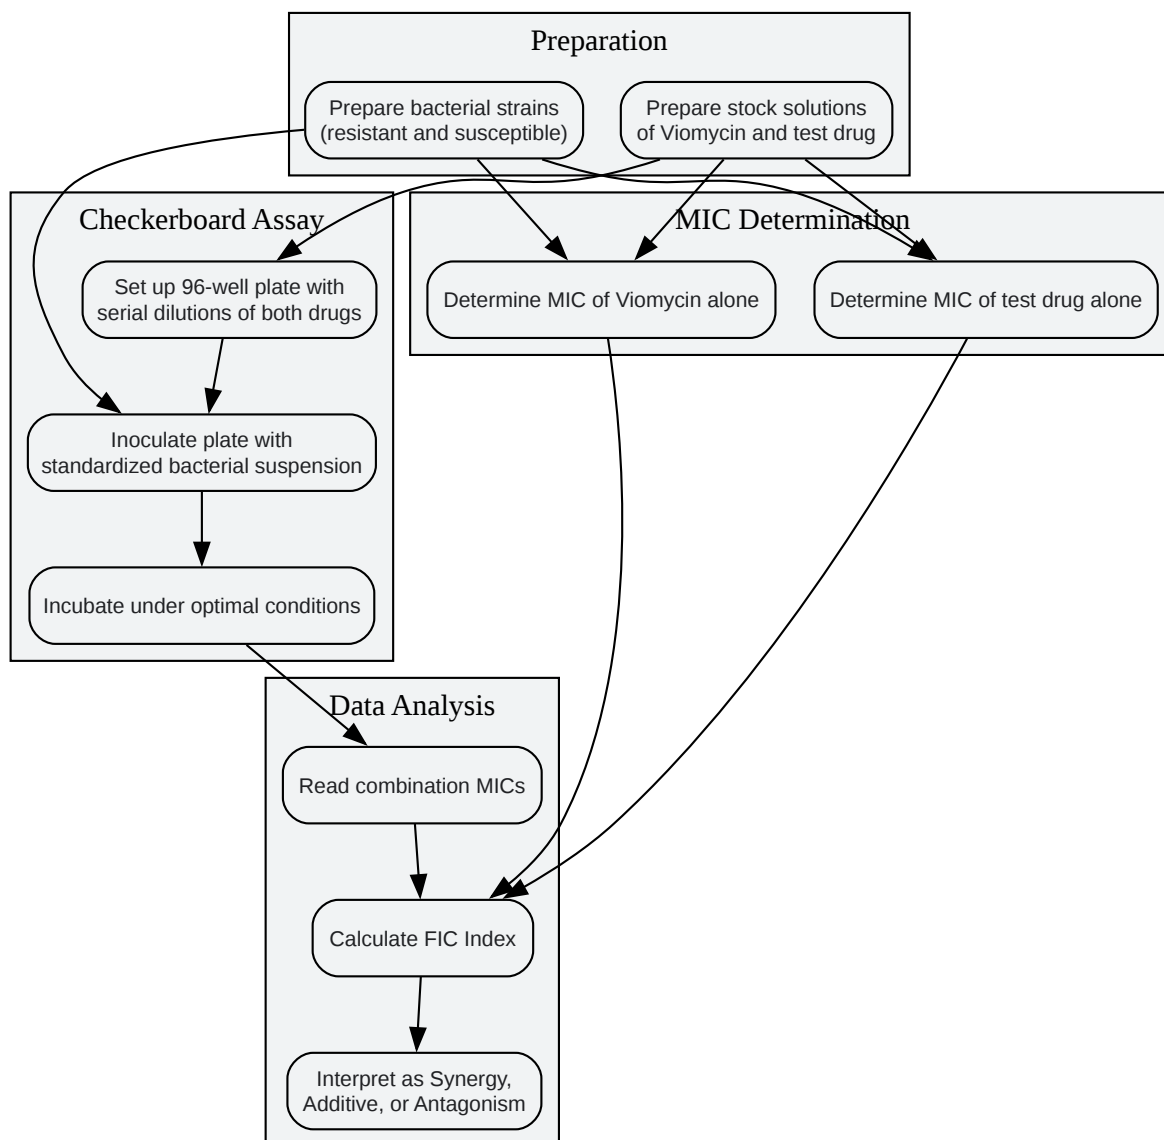 Preparation
Prepare bacterial strains
(resistant and susceptible)
Prepare stock solutions
of Viomycin and test drug
Checkerboard Assay
Set up 96-well plate with
serial dilutions of both drugs
Inoculate plate with
standardized bacterial suspension
Incubate under optimal conditions
MIC Determination
Determine MIC of Viomycin alone
Determine MIC of test drug alone
Data Analysis
Read combination MICs
Calculate FIC Index
Interpret as Synergy,
Additive, or Antagonism